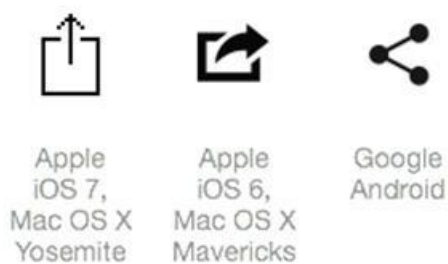 Apple
iOS 7,
Mac OS X
Yosemite
Apple
iOS 6,
Mac OS X
Mavericks
Google
Android